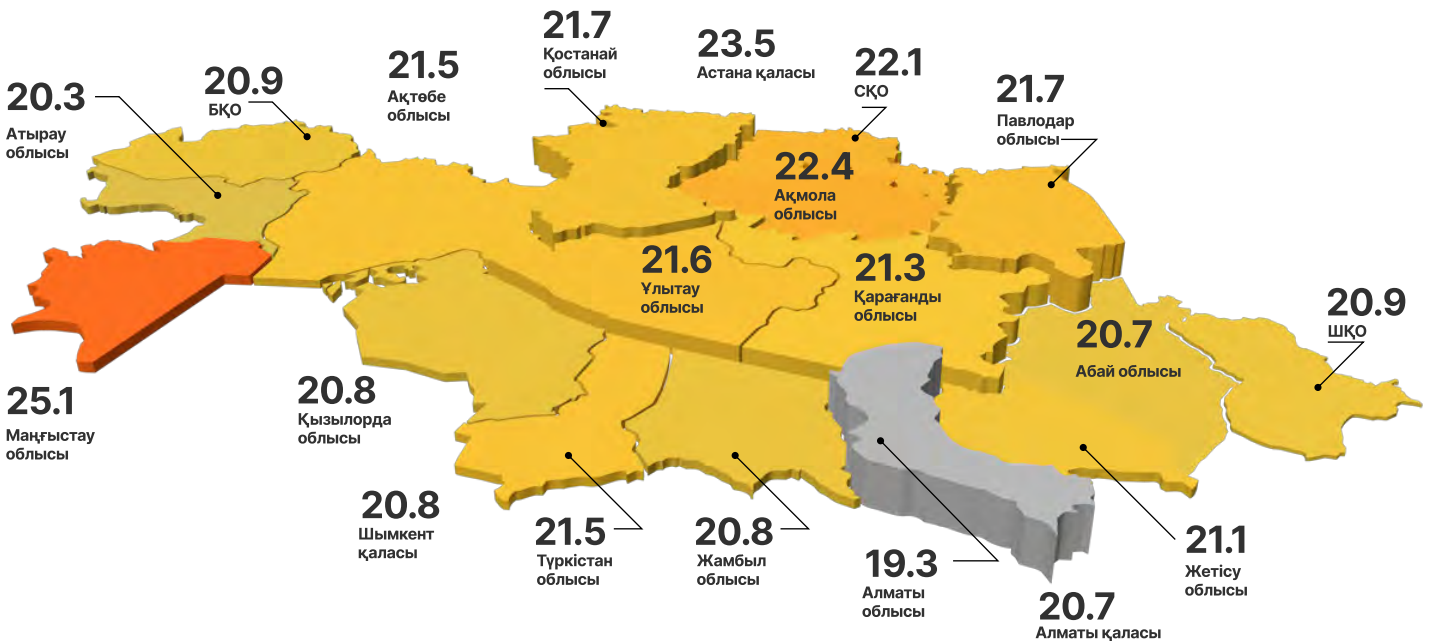 21.7
Қостанай
облысы
23.5
Астана қаласы
21.5
Ақтөбе
облысы
22.1
СҚО
20.9
БҚО
20.3
Атырау
облысы
21.7
Павлодар
облысы
22.4
Ақмола
облысы
21.6
Ұлытау
облысы
21.3
Қарағанды
облысы
20.9
ШҚО
20.7
Абай облысы
25.1
Маңғыстау
облысы
20.8
Қызылорда
облысы
20.8
Шымкент
қаласы
21.5
Түркістан
облысы
20.8
Жамбыл
облысы
19.3
Алматы
облысы
21.1
Жетісу
облысы
20.7
Алматы қаласы